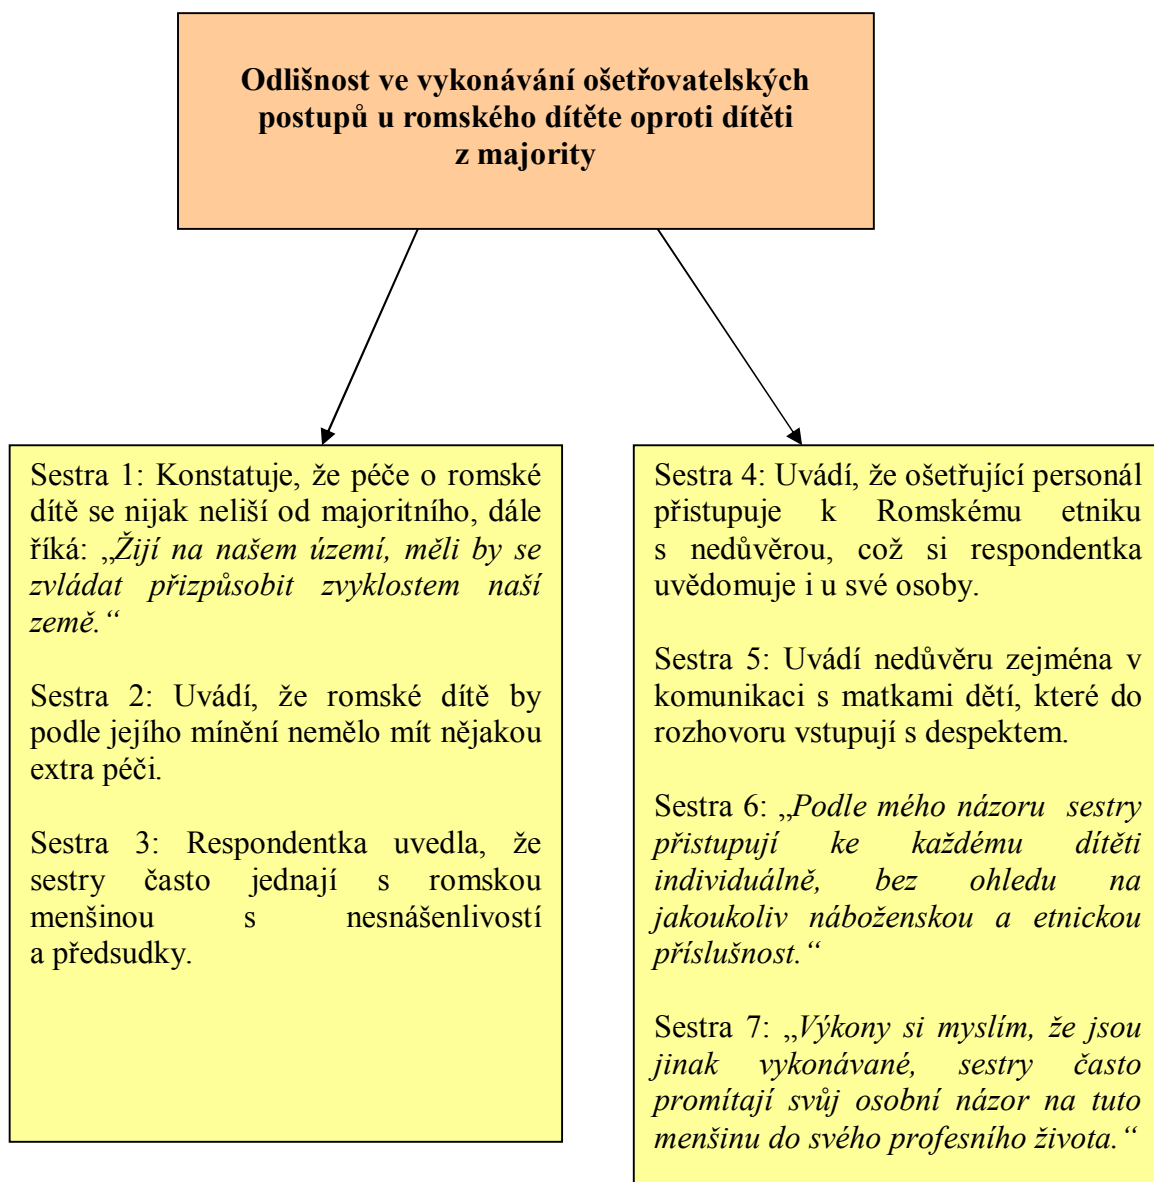 Odlišnost ve vykonávání ošetřovatelských
postupů u romského dítěte oproti dítěti
z majority
Sestra 1: Konstatuje, že péče o romské
dítě se nijak neliší od majoritního, dále
říká: „Žijí na našem území, měli by se
zvládat přizpůsobit zvyklostem naší
země.“
Sestra 2: Uvádí, že romské dítě by
podle jejího mínění nemělo mít nějakou
extra péči.
Sestra 3: Respondentka uvedla, že
sestry často jednají s romskou
menšinou s nesnášenlivostí
a předsudky.
Sestra 4: Uvádí, že ošetřující personál
přistupuje k Romskému etniku
s nedůvěrou, což si respondentka
uvědomuje i u své osoby.
Sestra 5: Uvádí nedůvěru zejména v
komunikaci s matkami dětí, které do
rozhovoru vstupují s despektem.
Sestra 6: „Podle mého názoru sestry
přistupují ke každému dítěti
individuálně, bez ohledu na
jakoukoliv náboženskou a etnickou
příslušnost.“
Sestra 7: „Výkony si myslím, že jsou
jinak vykonávané, sestry často
promítají svůj osobní názor na tuto
menšinu do svého profesního života.“